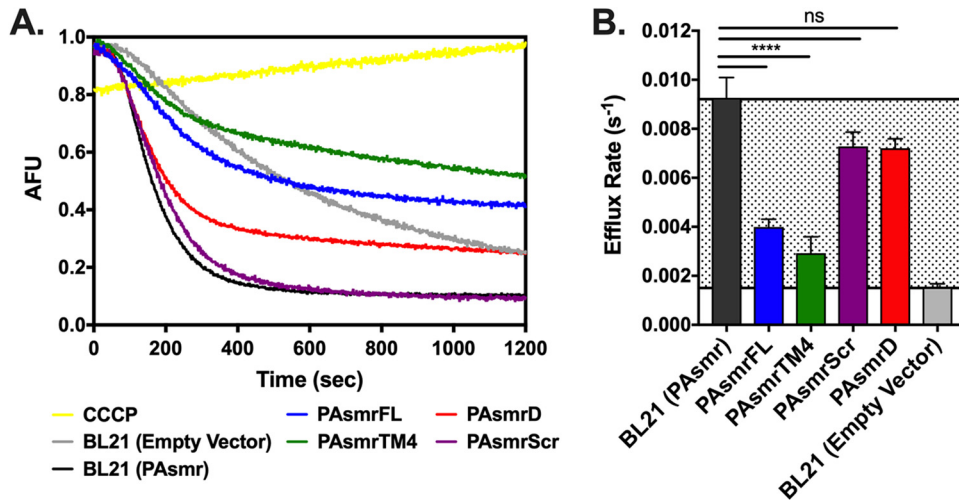 A.
1.0
0.8
0.6
0.4
0.2
0.0
AFU
0 200 400 600 800 1000 1200
Time (sec)
CCCP
BL21 (Empty Vector)
BL21 (PAsmr)
PAsmrFL
PAsmrTM4
PAsmrD
PAsmrScr
B.
ns
****
0.010
0.008
0.006
0.004
0.002
0.000
Efflux Rate (s⁻¹)
BL21 (PAsmr)
PAsmrFL
PAsmrTM4
PAsmrScr
PAsmrD
BL21 (Empty Vector)